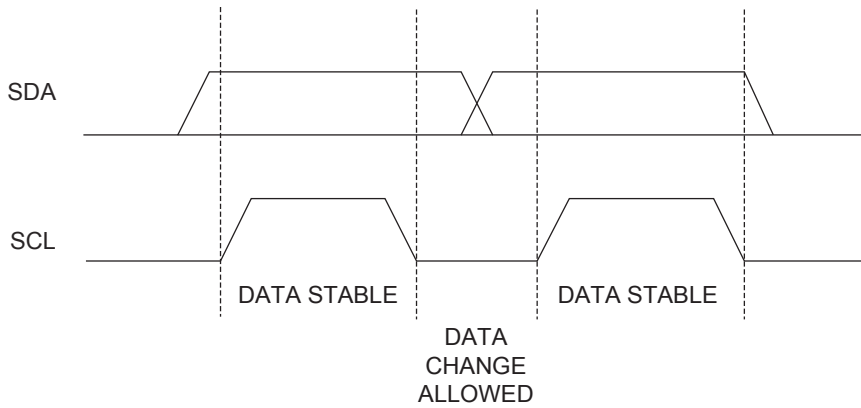 SDA
SCL
DATA STABLE
DATA STABLE
DATA
CHANGE
ALLOWED